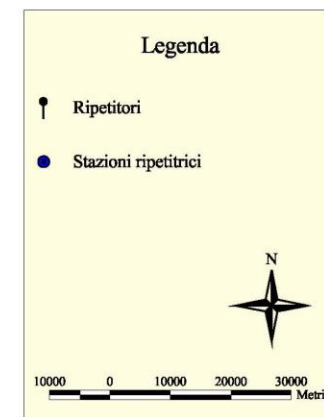 Legenda
Ripetitori
Stazioni ripetitrici
N
10000 0 10000 20000 30000
Metri